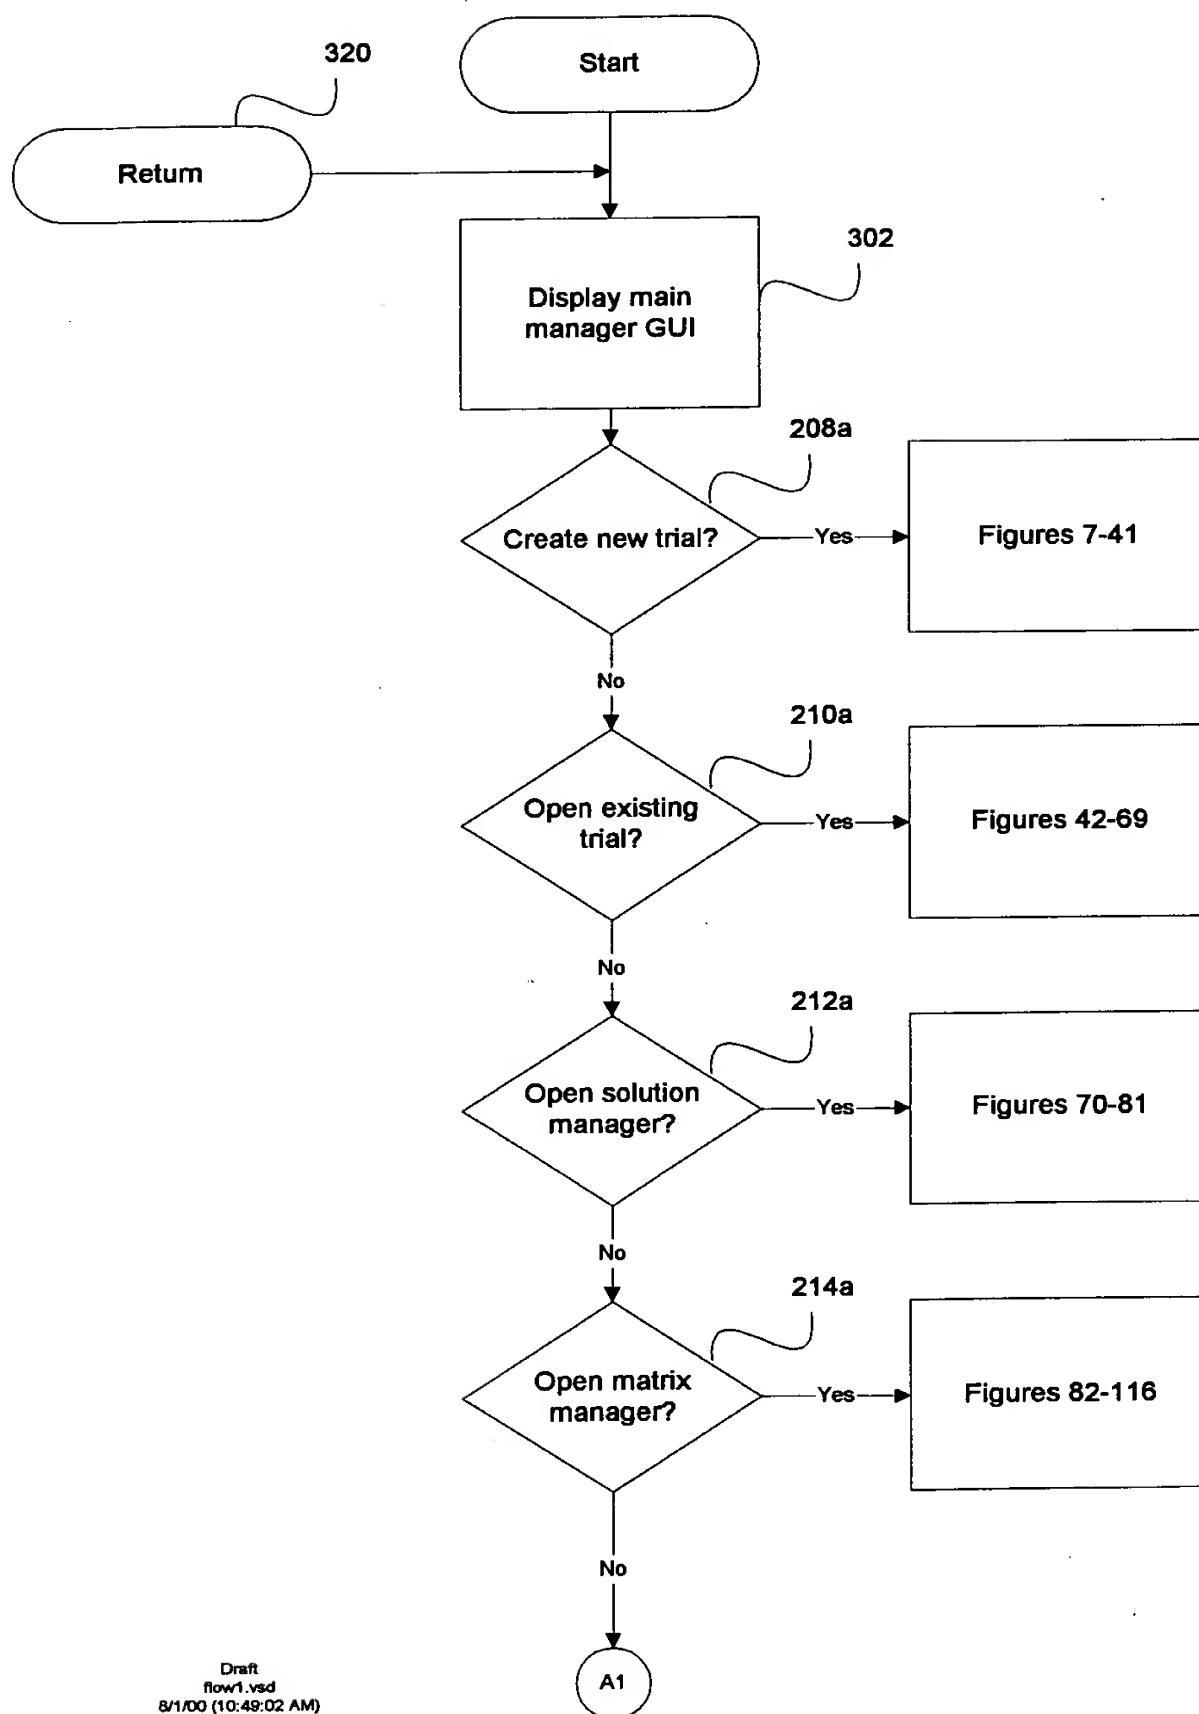 320
Start
Return
302
Display main
manager GUI
208a
Create new trial?
Yes
Figures 7-41
No
210a
Open existing
trial?
Yes
Figures 42-69
No
212a
Open solution
manager?
Yes
Figures 70-81
No
214a
Open matrix
manager?
Yes
Figures 82-116
No
A1
Draft
flow1.vsd
8/1/00 (10:49:02 AM)